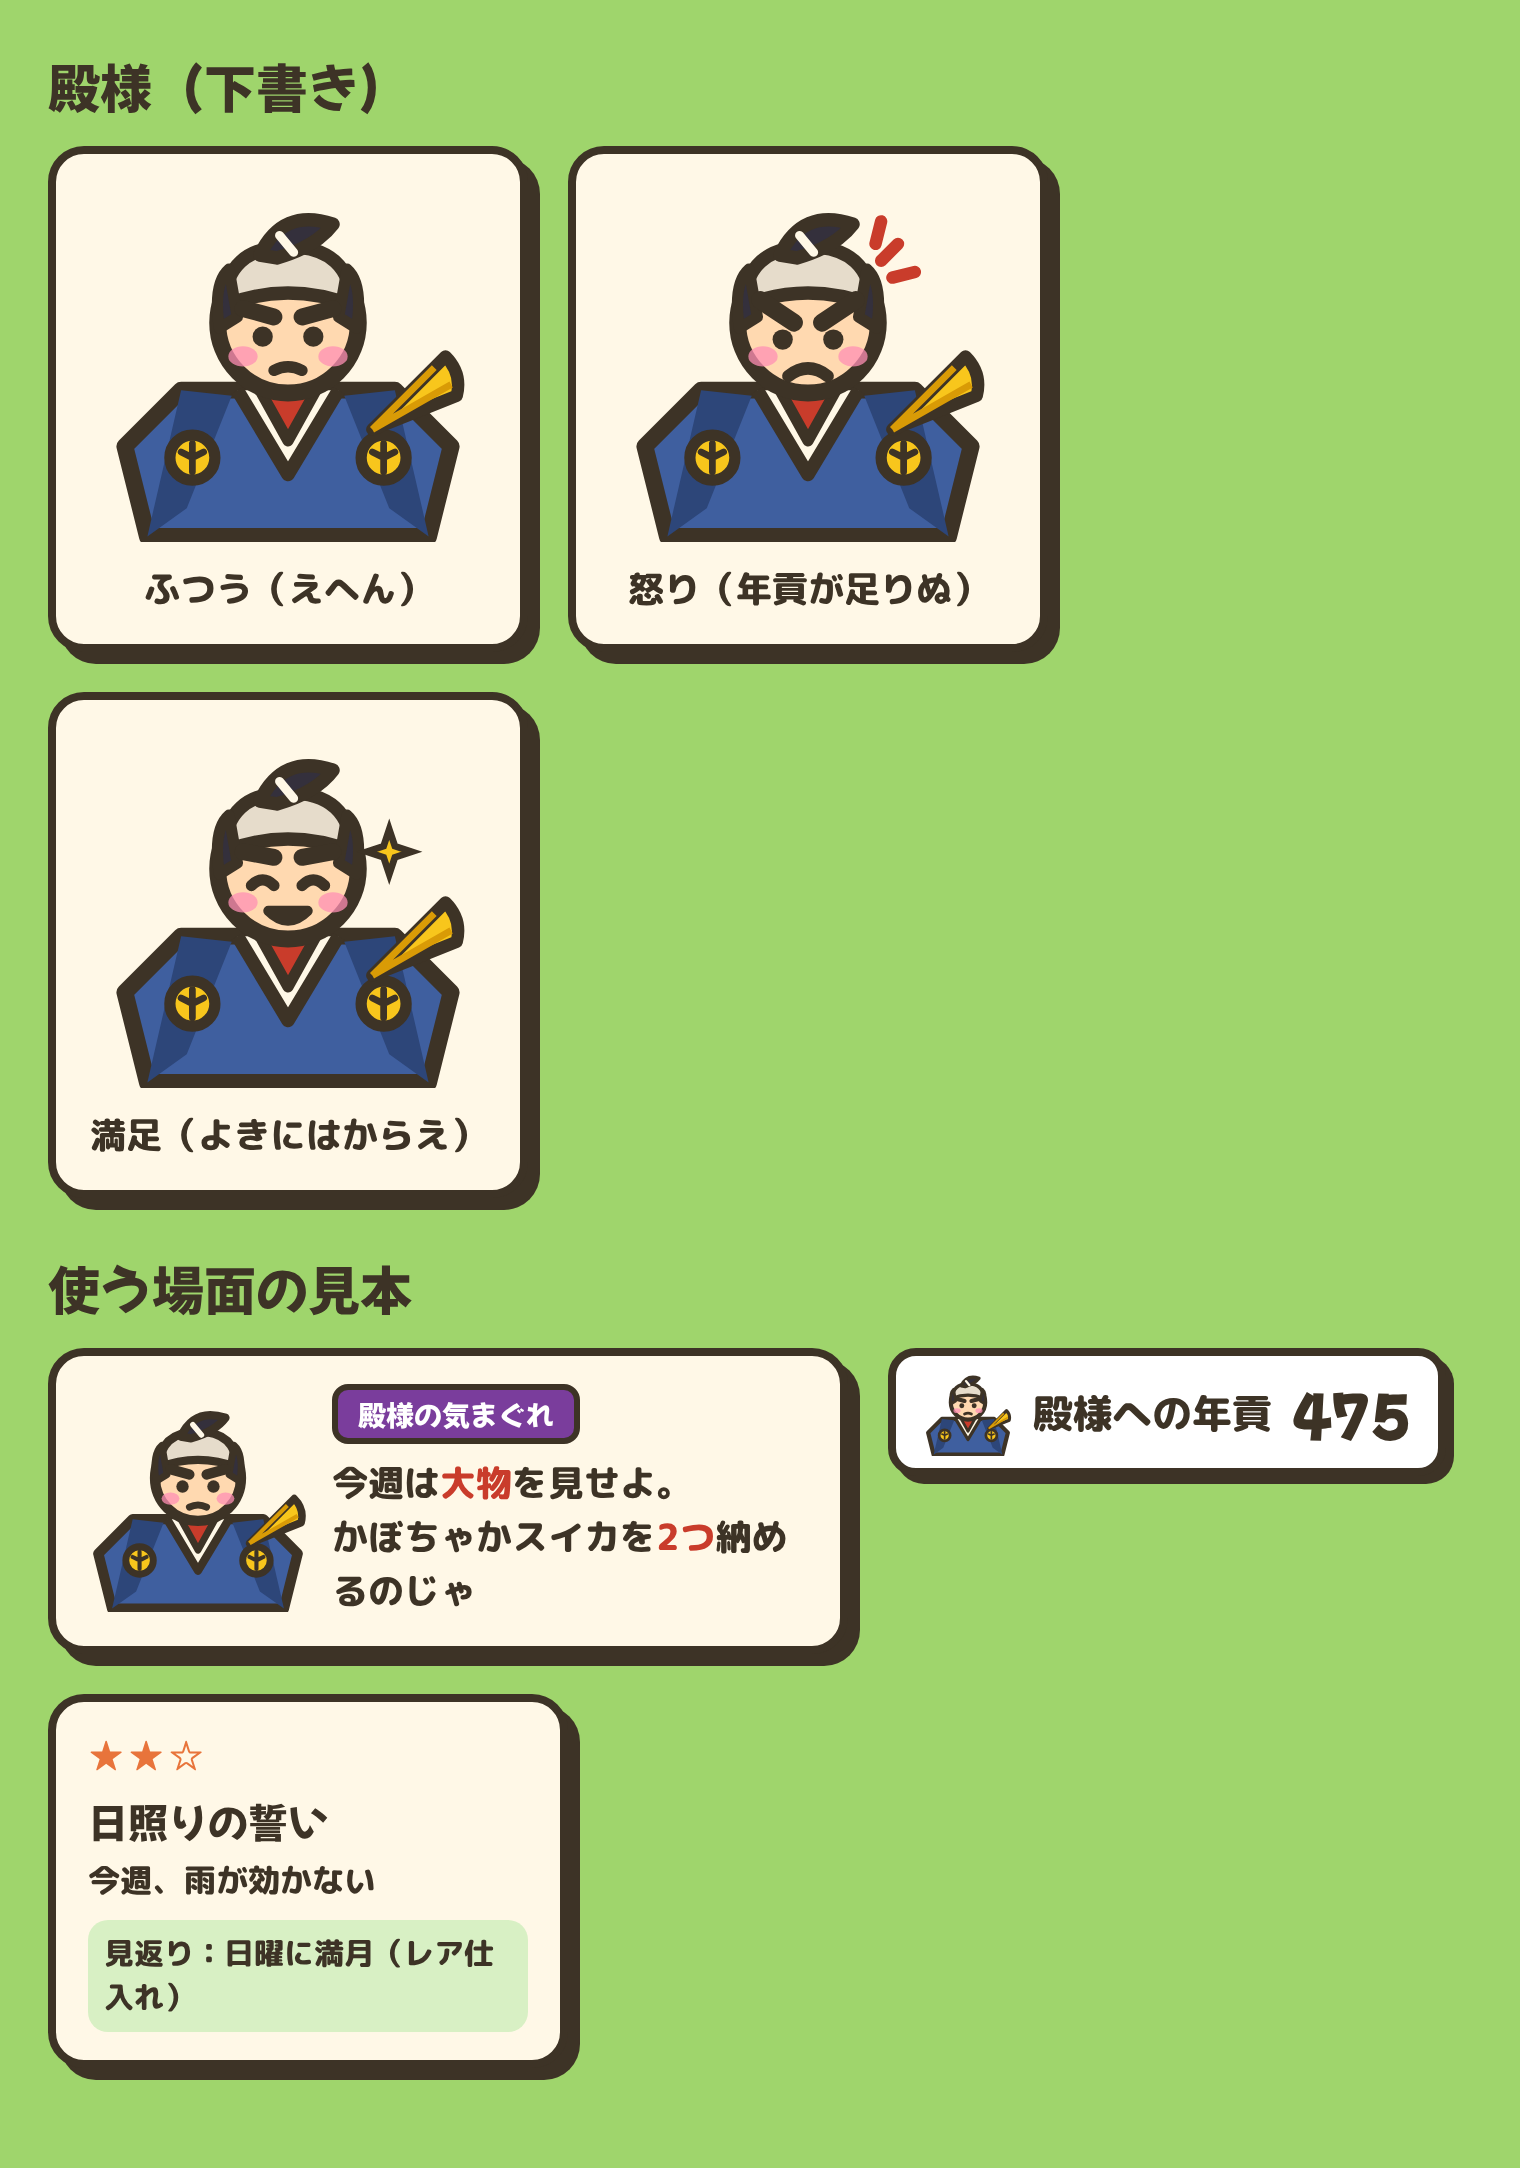 殿様（下書き）
ふつう（えへん）
怒り（年貢が足りぬ）
満足（よきにはからえ）
使う場面の見本
殿様の気まぐれ
今週は大物を見せよ。
かぼちゃかスイカを2つ納め
るのじゃ
殿様への年貢 475
★★☆
日照りの誓い
今週、雨が効かない
見返り：日曜に満月（レア仕
入れ）